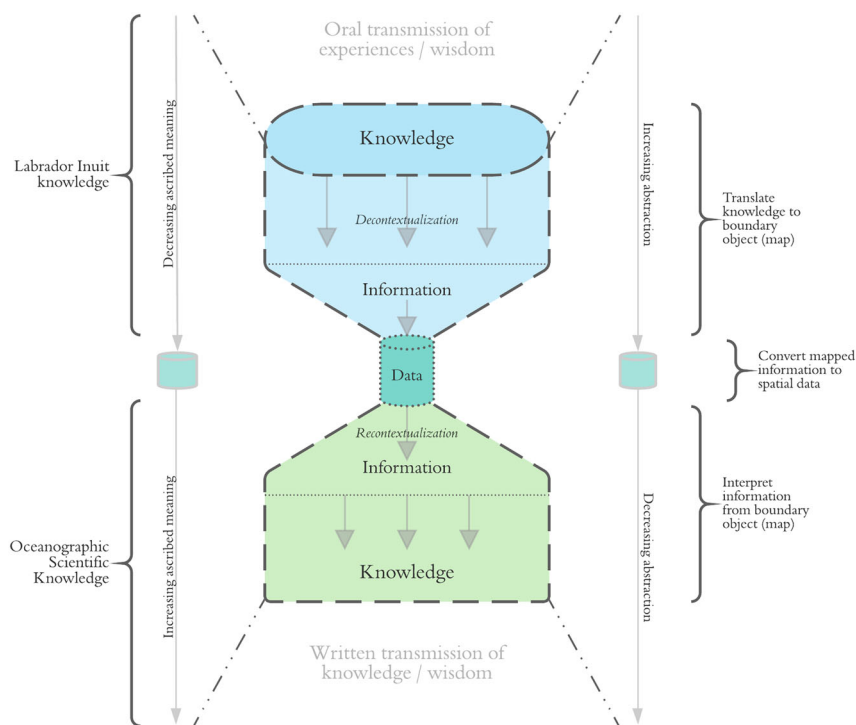 Oral transmission of
experiences / wisdom
Knowledge
Decontextualization
Information
Data
Recontextualization
Information
Knowledge
Written transmission of
knowledge / wisdom
Labrador Inuit
knowledge
Decreasing ascribed meaning
Oceanographic
Scientific
Knowledge
Increasing ascribed meaning
Increasing abstraction
Decreasing abstraction
Translate
knowledge to
boundary
object (map)
Convert mapped
information to
spatial data
Interpret
information
from boundary
object (map)